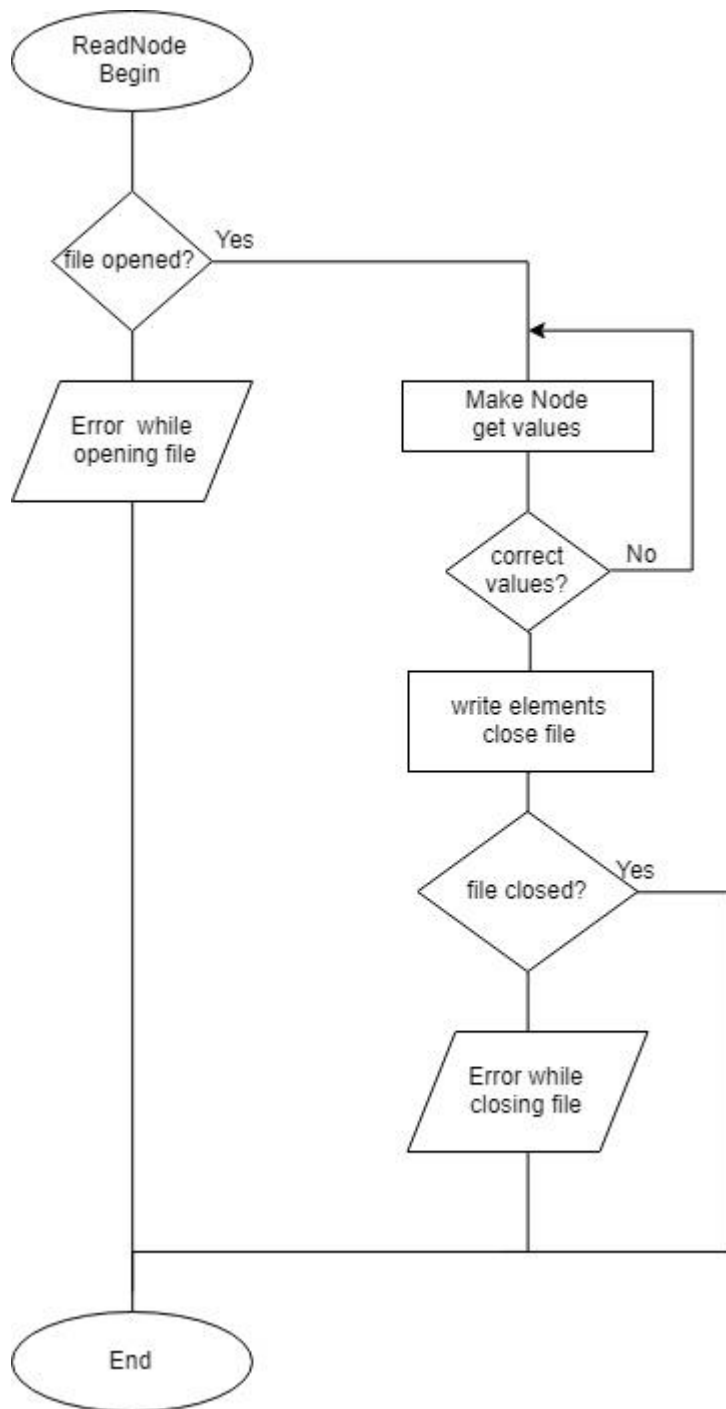 ReadNode
Begin
file opened?
Yes
Error while
opening file
Make Node
get values
correct
values?
No
write elements
close file
file closed?
Yes
Error while
closing file
End